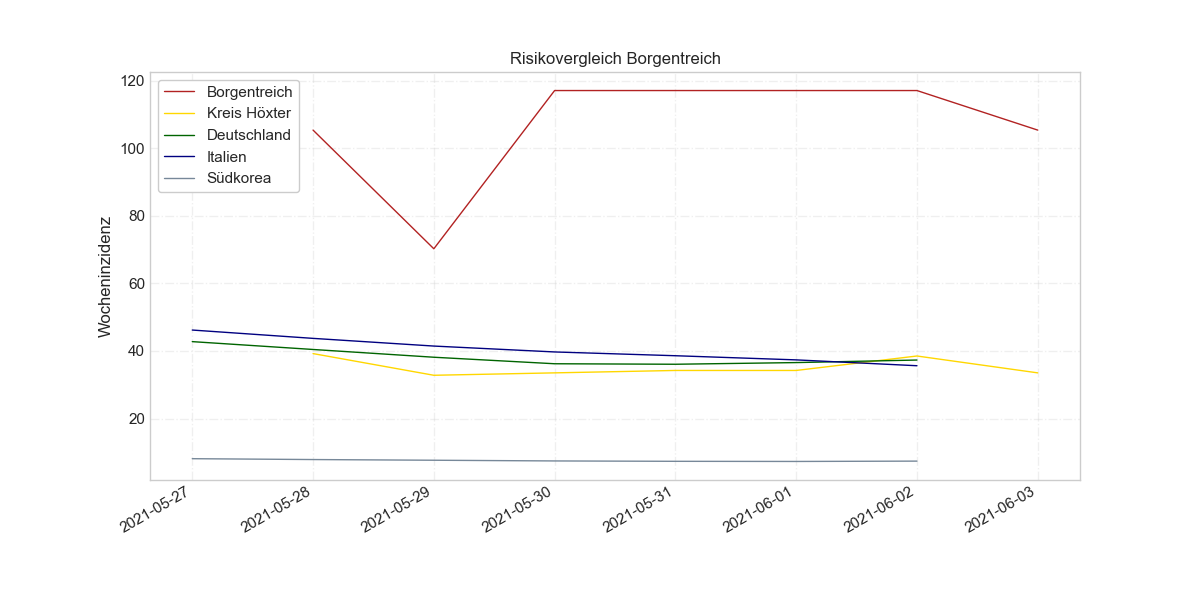 Risikovergleich Borgentreich
Wocheninzidenz
120
100
80
60
40
20
Borgentreich
Kreis Höxter
Deutschland
Italien
Südkorea
2021-05-27
2021-05-28
2021-05-29
2021-05-30
2021-05-31
2021-06-01
2021-06-02
2021-06-03